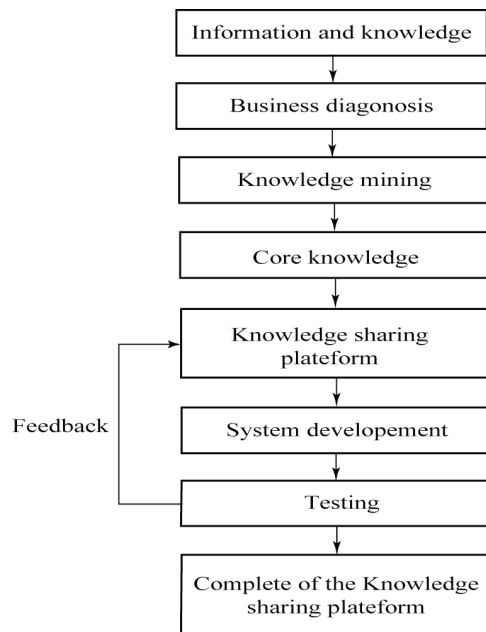 Information and knowledge
Business diagonosis
Knowledge mining
Core knowledge
Knowledge sharing
plateform
Feedback
System developement
Testing
Complete of the Knowledge
sharing plateform